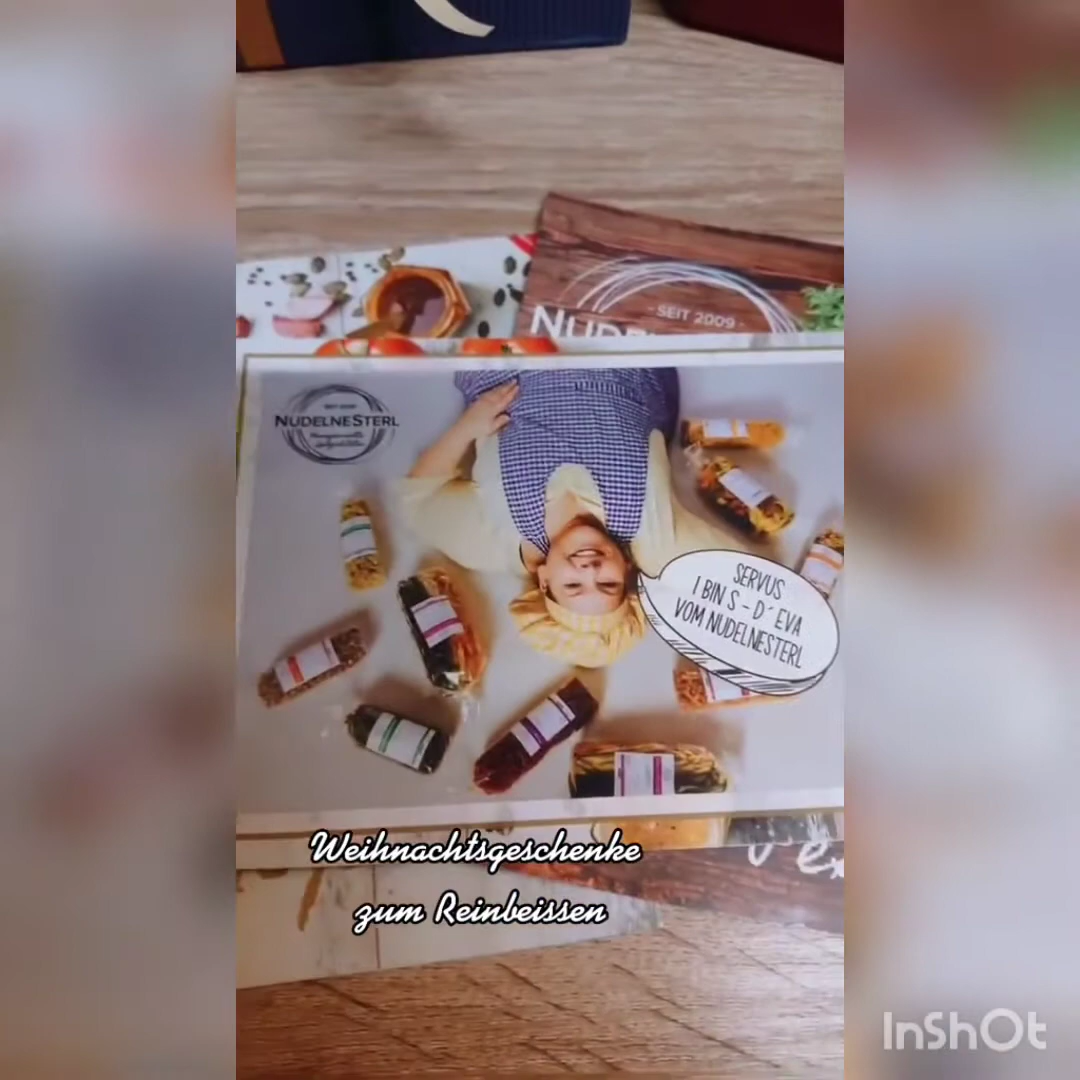 SEIT 2009
NUDELNESTERL
SERVUS
I BIN S - D´ EVA
VOM NUDELNESTERL
Weihnachtsgeschenke
zum Reinbeissen
InShOt